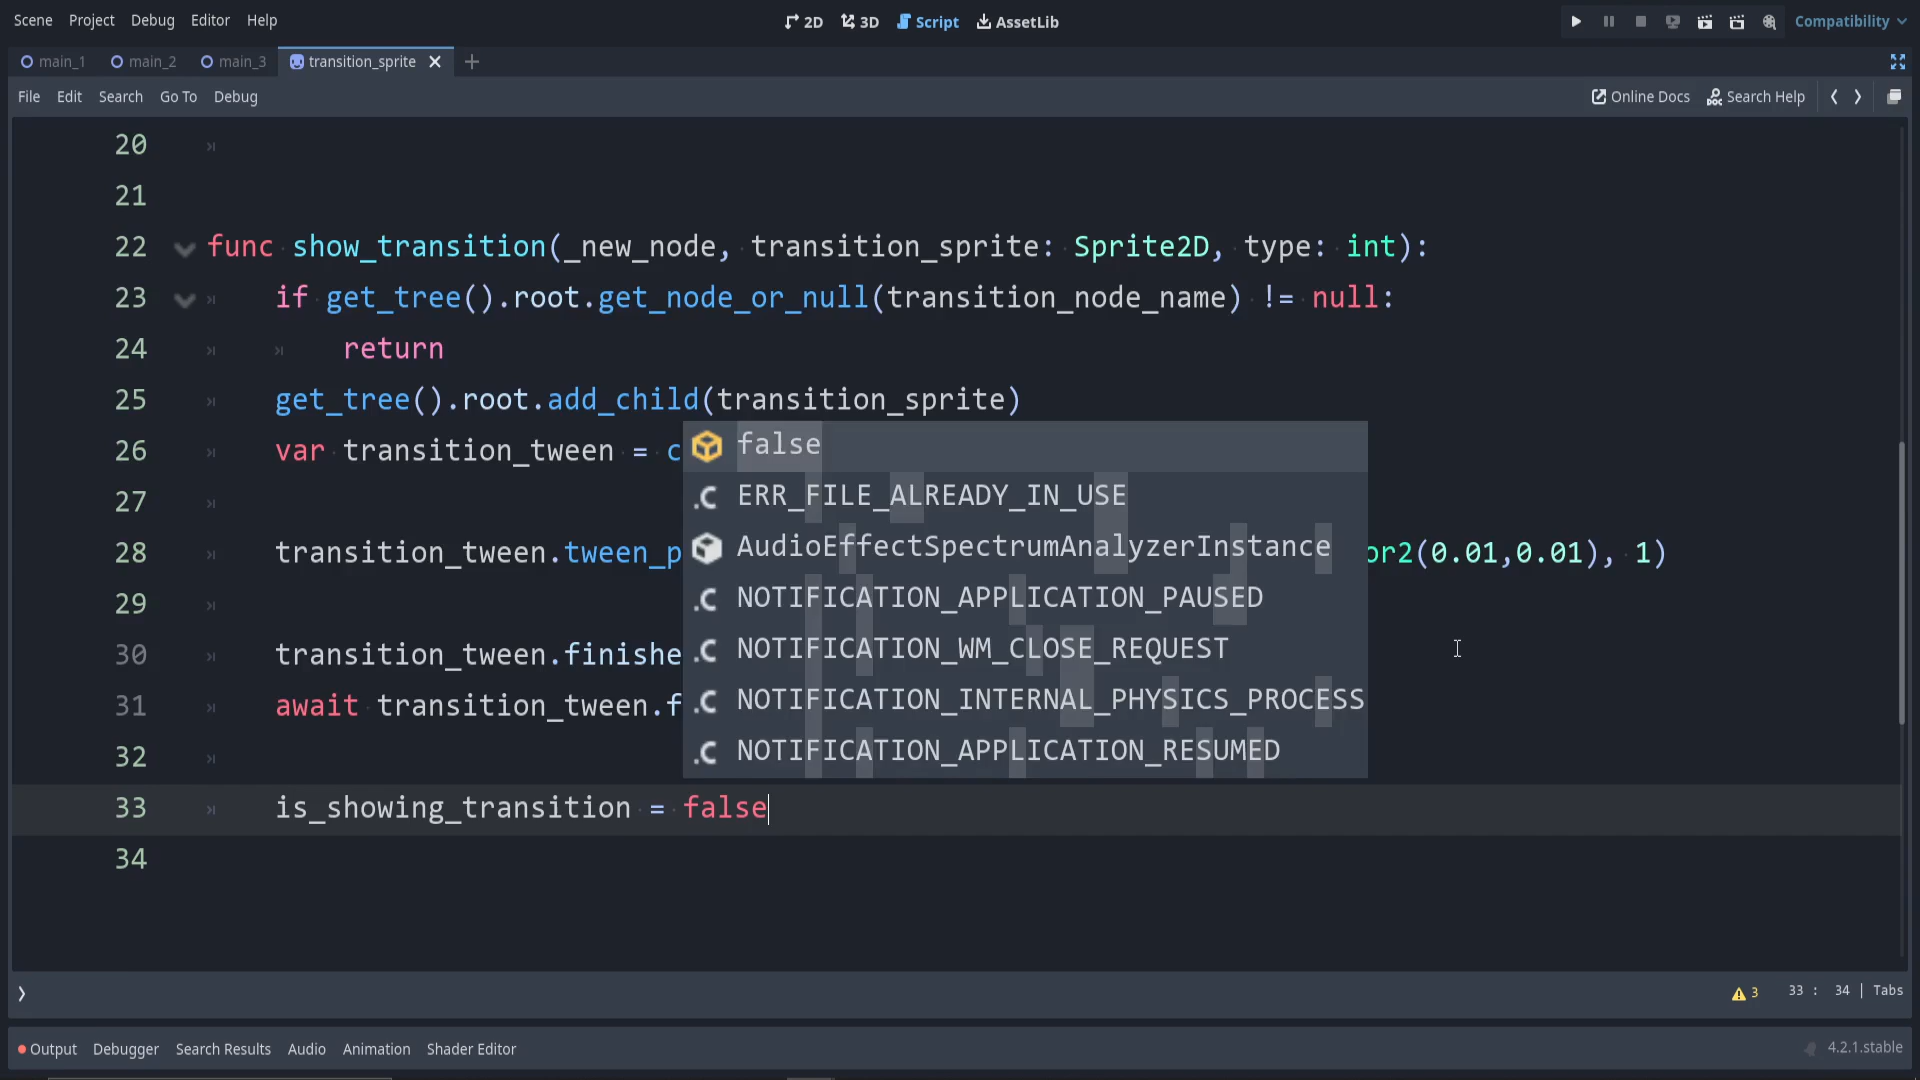 Scene Project Debug Editor Help 2D 3D Script AssetLib Compatibility
main_1 main_2 main_3 transition_sprite
File Edit Search Go To Debug Online Docs Search Help
20
21
22 func show_transition(_new_node, transition_sprite: Sprite2D, type: int):
23 if get_tree().root.get_node_or_null(transition_node_name) != null:
24 return
25 get_tree().root.add_child(transition_sprite)
26 var transition_tween = c
false
27
ERR_FILE_ALREADY_IN_USE
28 transition_tween.tween_p
AudioEffectSpectrumAnalyzerInstance
or2(0.01,0.01), 1)
29
NOTIFICATION_APPLICATION_PAUSED
30 transition_tween.finishe
NOTIFICATION_WM_CLOSE_REQUEST
31 await transition_tween.f
NOTIFICATION_INTERNAL_PHYSICS_PROCESS
32
NOTIFICATION_APPLICATION_RESUMED
33 is_showing_transition = false
34
3 33 : 34 | Tabs
Output Debugger Search Results Audio Animation Shader Editor 4.2.1.stable